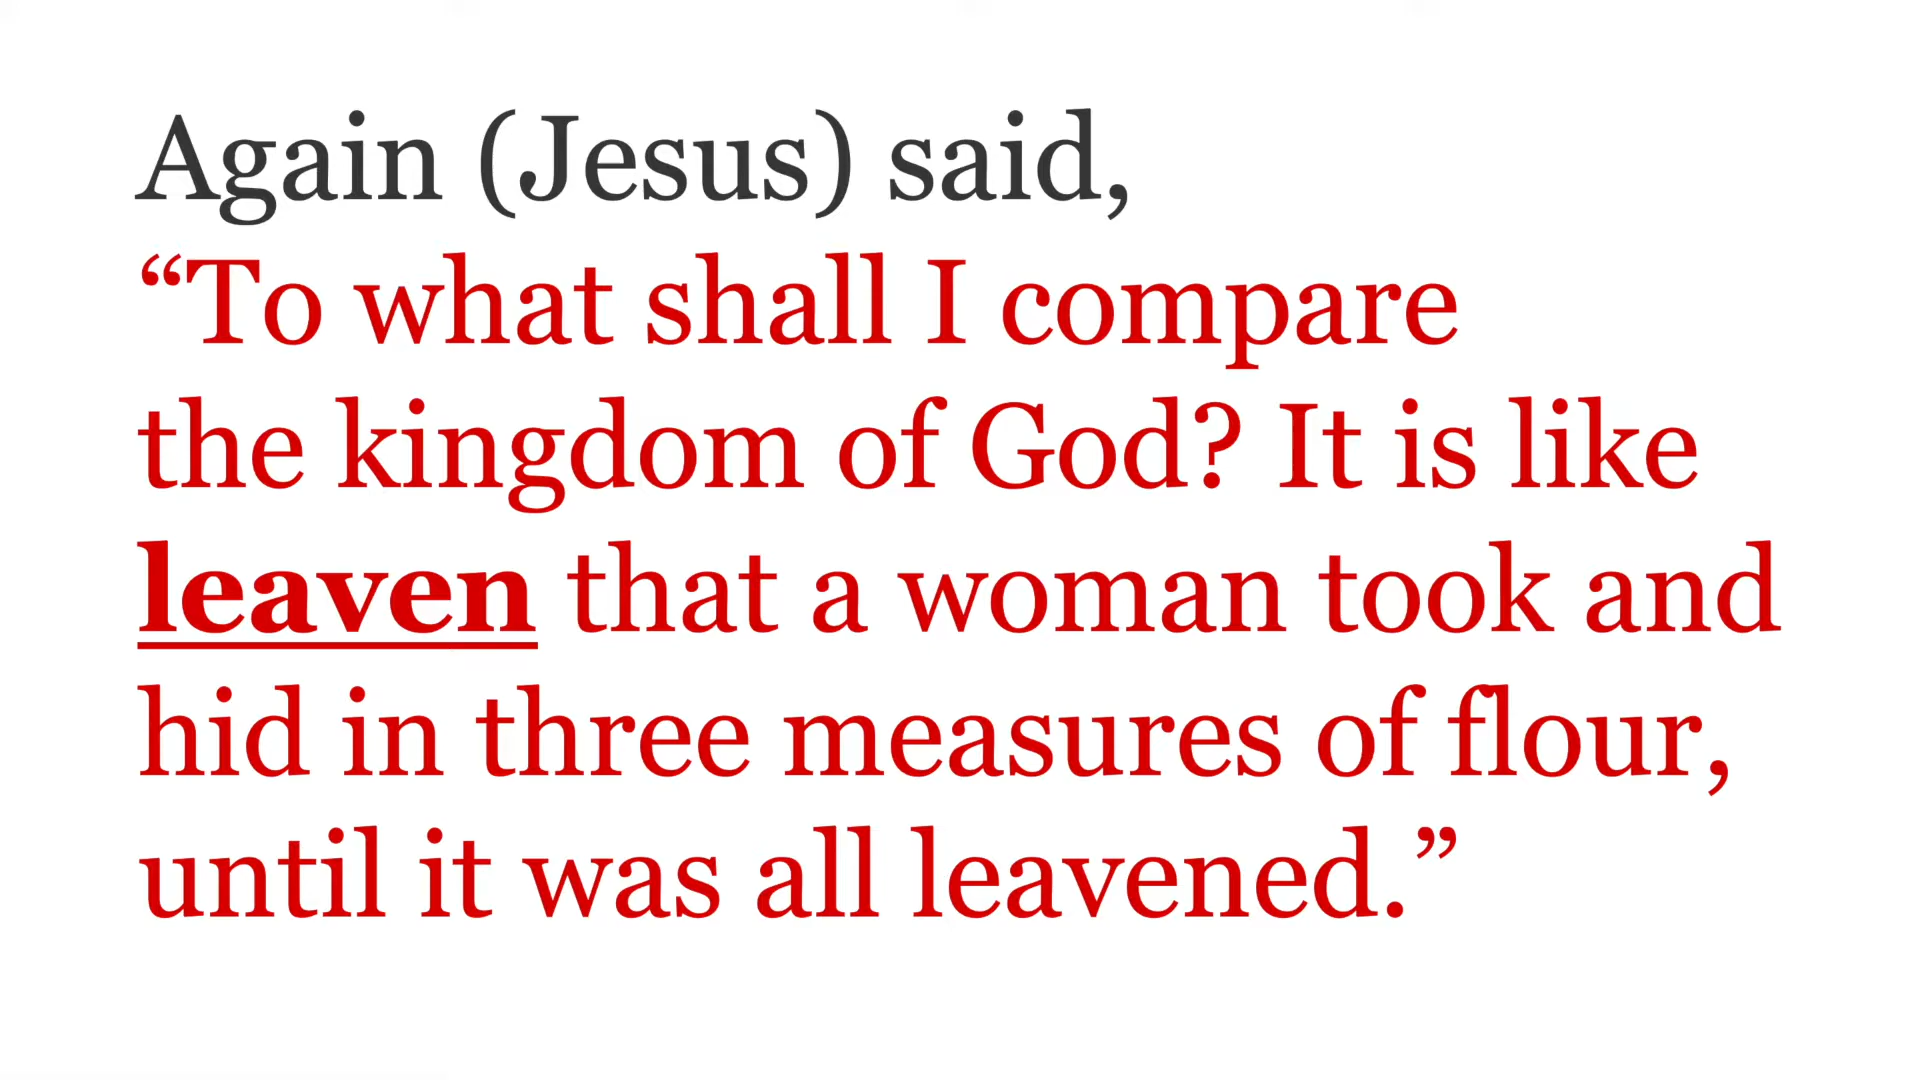 Again (Jesus) said,
“To what shall I compare
the kingdom of God? It is like
leaven that a woman took and
hid in three measures of flour,
until it was all leavened.”